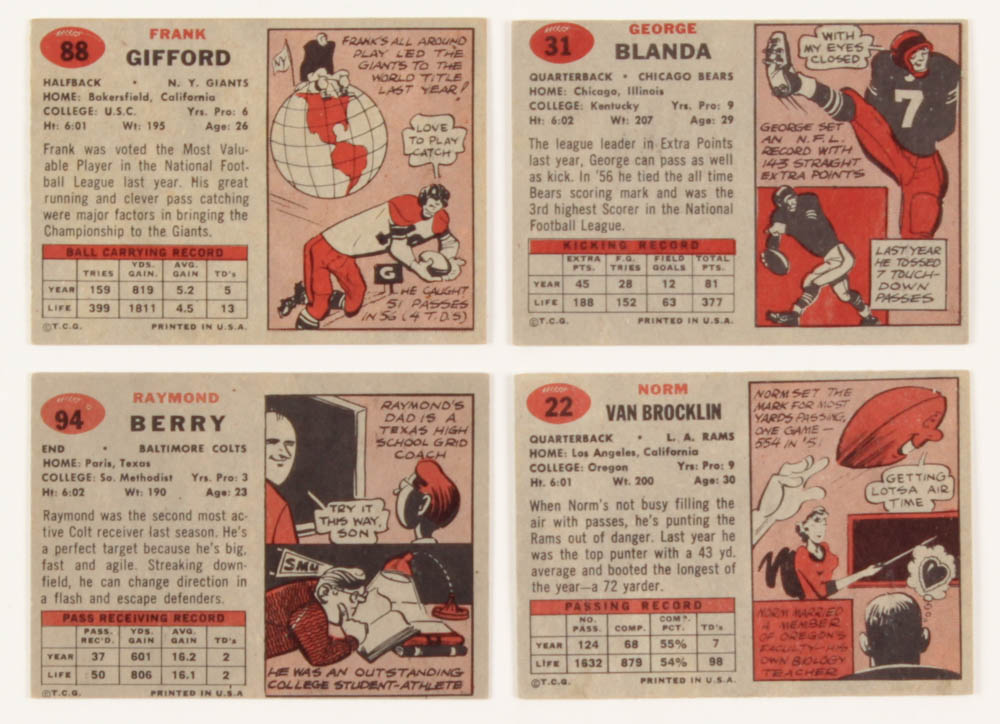 88
FRANK
GIFFORD
HALFBACK • N. Y. GIANTS
HOME: Bakersfield, California
COLLEGE: U.S.C. Yrs. Pro: 6
Ht: 6:01 Wt: 195 Age: 26
Frank was voted the Most Valu-
able Player in the National Foot-
ball League last year. His great
running and clever pass catching
were major factors in bringing the
Championship to the Giants.
BALL CARRYING RECORD
TRIES YDS. GAIN. AVG. GAIN TD's
YEAR 159 819 5.2 5
LIFE 399 1811 4.5 13
©T.C.G. PRINTED IN U.S.A.
NY
FRANK'S ALL AROUND
PLAY LED THE
GIANTS TO THE
WORLD TITLE
LAST YEAR!
LOVE
TO PLAY
CATCH
G
HE CAUGHT
51 PASSES
IN 56 (4 T.D.S)
31
GEORGE
BLANDA
QUARTERBACK • CHICAGO BEARS
HOME: Chicago, Illinois
COLLEGE: Kentucky Yrs. Pro: 9
Ht: 6:02 Wt: 207 Age: 29
The league leader in Extra Points
last year, George can pass as well
as kick. In '56 he tied the all time
Bears scoring mark and was the
3rd highest Scorer in the National
Football League.
KICKING RECORD
EXTRA PTS. F.G. TRIES FIELD GOALS TOTAL PTS.
YEAR 45 28 12 81
LIFE 188 152 63 377
©T.C.G. PRINTED IN U.S.A.
WITH
MY EYES
CLOSED
7
GEORGE SET
AN N.F.L.
RECORD WITH
143 STRAIGHT
EXTRA POINTS
LAST YEAR
HE TOSSED
7 TOUCH-
DOWN
PASSES
94
RAYMOND
BERRY
END • BALTIMORE COLTS
HOME: Paris, Texas
COLLEGE: So. Methodist Yrs. Pro: 3
Ht: 6:02 Wt: 190 Age: 23
Raymond was the second most ac-
tive Colt receiver last season. He's
a perfect target because he's big,
fast and agile. Streaking down-
field, he can change direction in
a flash and escape defenders.
PASS RECEIVING RECORD
PASS. REC'D. YDS. GAIN AVG. GAIN TD's
YEAR 37 601 16.2 2
LIFE 50 806 16.1 2
©T.C.G. PRINTED IN U.S.A.
RAYMOND'S
DAD IS A
TEXAS HIGH
SCHOOL GRID
COACH
TRY IT
THIS WAY,
SON
SMU
HE WAS AN OUTSTANDING
COLLEGE STUDENT-ATHLETE
22
NORM
VAN BROCKLIN
QUARTERBACK • L. A. RAMS
HOME: Los Angeles, California
COLLEGE: Oregon Yrs: Pro: 9
Ht: 6:01 Wt. 200 Age: 30
When Norm's not busy filling the
air with passes, he's punting the
Rams out of danger. Last year he
was the top punter with a 43 yd.
average and booted the longest of
the year—a 72 yarder.
PASSING RECORD
NO. PASS. COMP. COMP. PCT. TD's
YEAR 124 68 55% 7
LIFE 1632 879 54% 98
©T.C.G. PRINTED IN U.S.A.
NORM SET THE
MARK FOR MOST
YARDS PASSING,
ONE GAME—
554 IN '51
GETTING
LOTSA AIR
TIME
NORM MARRIED
A MEMBER
OF OREGON'S
FACULTY-HIS
OWN BIOLOGY
TEACHER